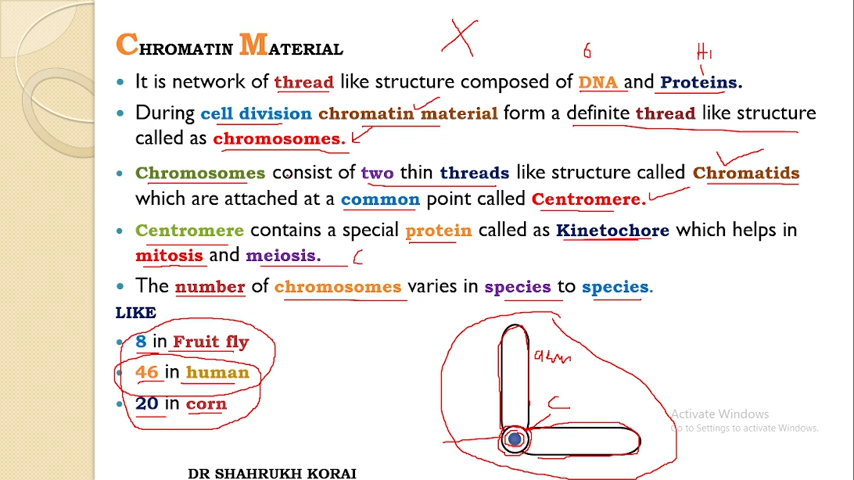 CHROMATIN MATERIAL
6
H1
• It is network of thread like structure composed of DNA and Proteins.
• During cell division chromatin material form a definite thread like structure
called as chromosomes.
• Chromosomes consist of two thin threads like structure called Chromatids
which are attached at a common point called Centromere.
• Centromere contains a special protein called as Kinetochore which helps in
mitosis and meiosis.
C
• The number of chromosomes varies in species to species.
LIKE
• 8 in Fruit fly
• 46 in human
• 20 in corn
arm
C
Activate Windows
Go to Settings to activate Windows.
DR SHAHRUKH KORAI